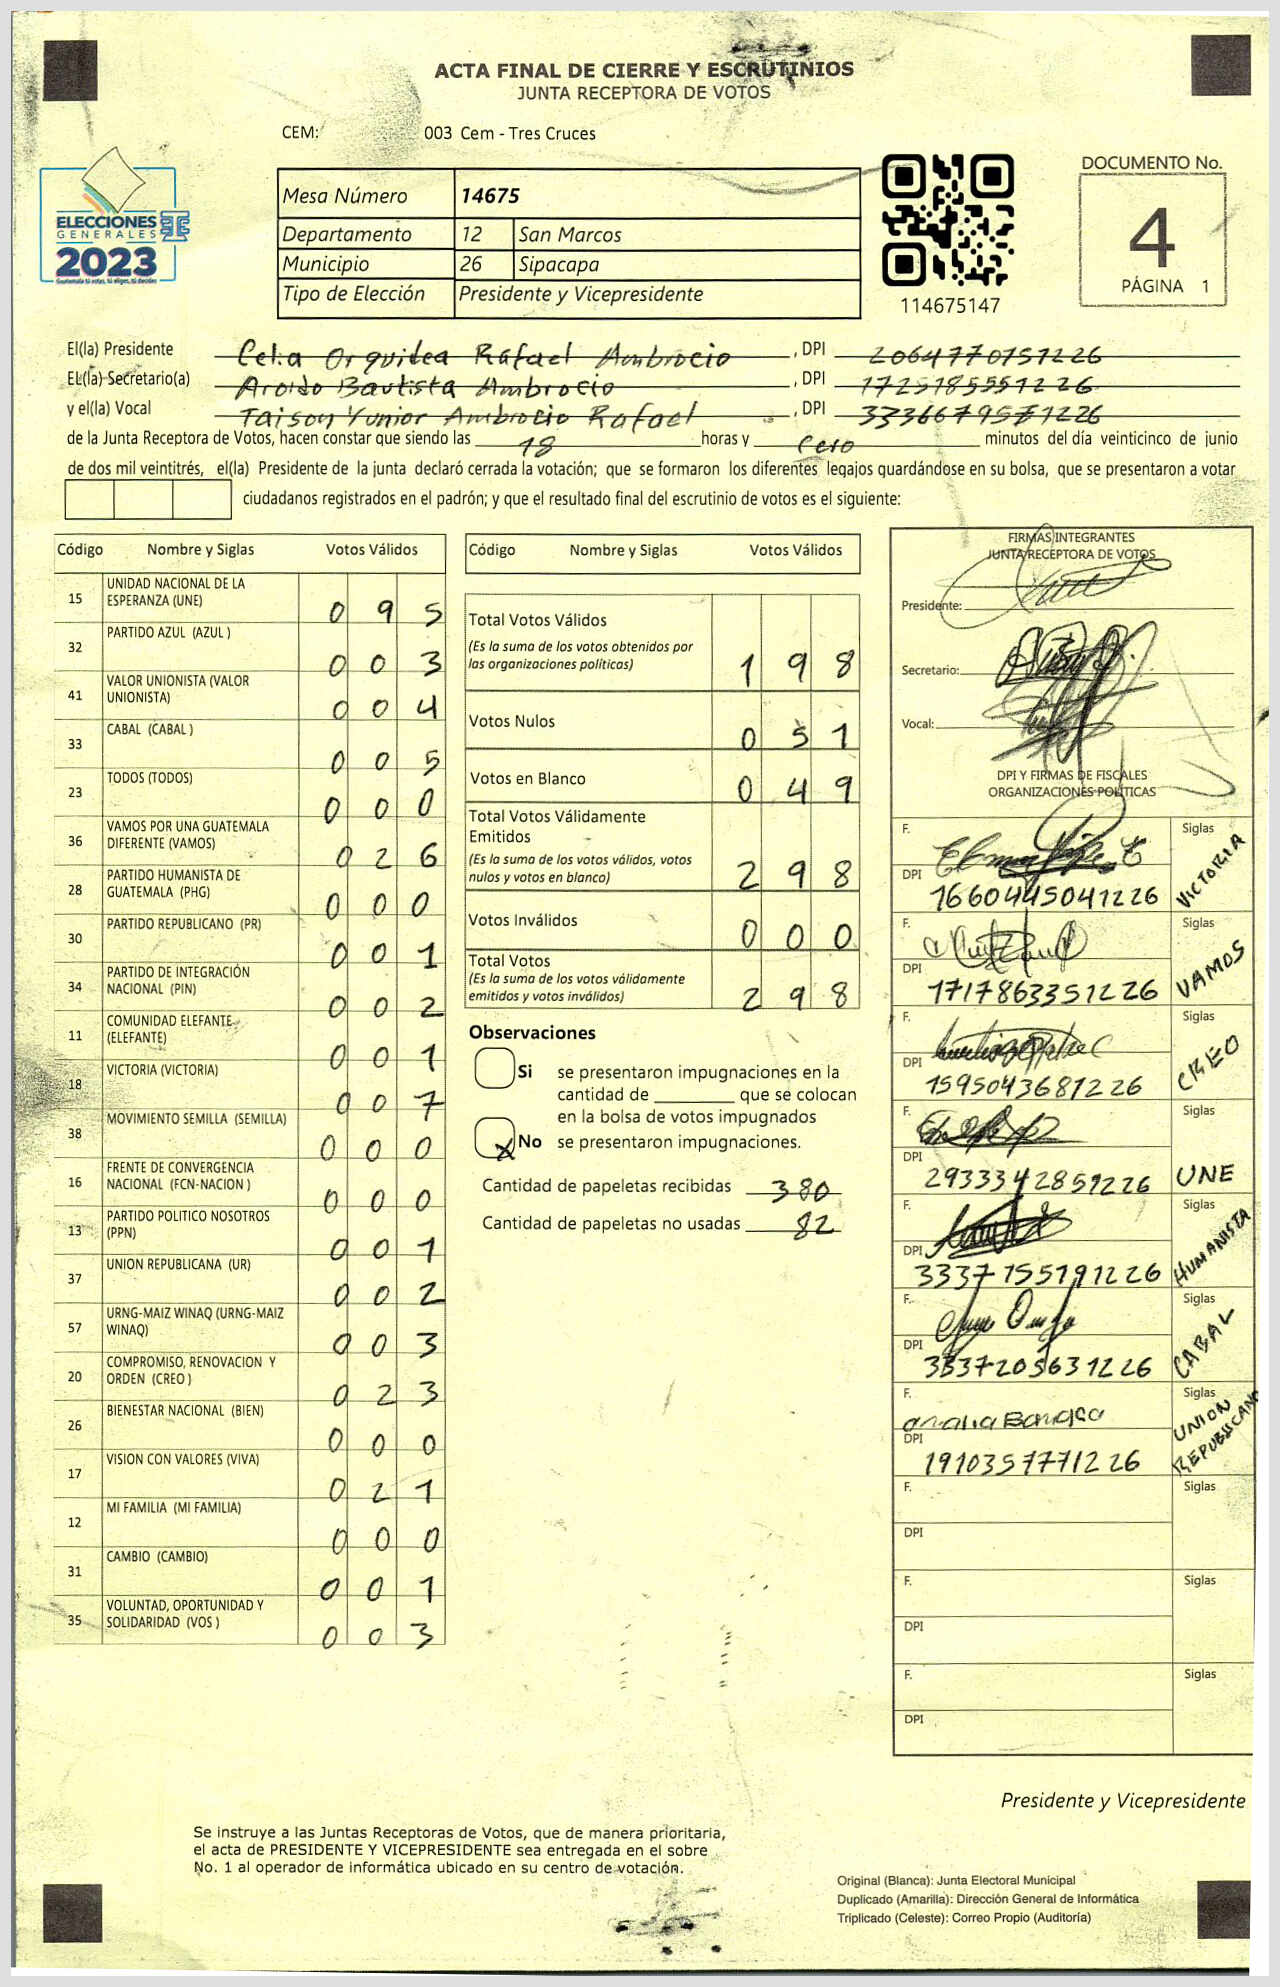 ACTA FINAL DE CIERRE Y ESCRUTINIOS
JUNTA RECEPTORA DE VOTOS
CEM: 003 Cem - Tres Cruces
ELECCIONES
GENERALES
2023
Guatemala tú votas, tú eliges, tú decides
TSE
Mesa Número 14675
Departamento 12 San Marcos
Municipio 26 Sipacapa
Tipo de Elección Presidente y Vicepresidente
114675147
DOCUMENTO No.
4
PÁGINA 1
El(la) Presidente Celia Orquidea Rafael Ambrocio , DPI 2064770751226
EL(la) Secretario(a) Aroldo Bautista Ambrocio , DPI 1725185551226
y el(la) Vocal Taison Yunior Ambrocio Rafael , DPI 3336679571226
de la Junta Receptora de Votos, hacen constar que siendo las 18 horas y Cero minutos del día veinticinco de junio
de dos mil veintitrés, el(la) Presidente de la junta declaró cerrada la votación; que se formaron los diferentes legajos quardándose en su bolsa, que se presentaron a votar
ciudadanos registrados en el padrón; y que el resultado final del escrutinio de votos es el siguiente:
Código Nombre y Siglas Votos Válidos
15 UNIDAD NACIONAL DE LA ESPERANZA (UNE) 0 9 5
32 PARTIDO AZUL (AZUL ) 0 0 3
41 VALOR UNIONISTA (VALOR UNIONISTA) 0 0 4
33 CABAL (CABAL ) 0 0 5
23 TODOS (TODOS) 0 0 0
36 VAMOS POR UNA GUATEMALA DIFERENTE (VAMOS) 0 2 6
28 PARTIDO HUMANISTA DE GUATEMALA (PHG) 0 0 0
30 PARTIDO REPUBLICANO (PR) 0 0 1
34 PARTIDO DE INTEGRACIÓN NACIONAL (PIN) 0 0 2
11 COMUNIDAD ELEFANTE (ELEFANTE) 0 0 1
18 VICTORIA (VICTORIA) 0 0 7
38 MOVIMIENTO SEMILLA (SEMILLA) 0 0 0
16 FRENTE DE CONVERGENCIA NACIONAL (FCN-NACION ) 0 0 0
13 PARTIDO POLITICO NOSOTROS (PPN) 0 0 1
37 UNION REPUBLICANA (UR) 0 0 2
57 URNG-MAIZ WINAQ (URNG-MAIZ WINAQ) 0 0 3
20 COMPROMISO, RENOVACION Y ORDEN (CREO ) 0 2 3
26 BIENESTAR NACIONAL (BIEN) 0 0 0
17 VISION CON VALORES (VIVA) 0 2 1
12 MI FAMILIA (MI FAMILIA) 0 0 0
31 CAMBIO (CAMBIO) 0 0 1
35 VOLUNTAD, OPORTUNIDAD Y SOLIDARIDAD (VOS ) 0 0 3
Código Nombre y Siglas Votos Válidos
Total Votos Válidos
(Es la suma de los votos obtenidos por
las organizaciones políticas) 1 9 8
Votos Nulos 0 5 1
Votos en Blanco 0 4 9
Total Votos Válidamente
Emitidos
(Es la suma de los votos válidos, votos
nulos y votos en blanco) 2 9 8
Votos Inválidos 0 0 0
Total Votos
(Es la suma de los votos válidamente
emitidos y votos inválidos) 2 9 8
Observaciones
Si se presentaron impugnaciones en la
cantidad de ________ que se colocan
en la bolsa de votos impugnados
X No se presentaron impugnaciones.
Cantidad de papeletas recibidas 380
Cantidad de papeletas no usadas 82
FIRMAS INTEGRANTES
JUNTA RECEPTORA DE VOTOS
Presidente:
Secretario:
Vocal:
DPI Y FIRMAS DE FISCALES
ORGANIZACIONES POLÍTICAS
F. Siglas VICTORIA
DPI 1660445041226
F. Siglas VAMOS
DPI 1717863351226
F. Siglas CREO
DPI 1595043681226
F. Siglas UNE
DPI 2933342851226
F. Siglas HUMANISTA
DPI 3337155191226
F. Siglas CABAL
DPI 3337205631226
F. Siglas UNION REPUBLICANA
DPI 1910357771226
F. Siglas
DPI
F. Siglas
DPI
F. Siglas
DPI
Presidente y Vicepresidente
Se instruye a las Juntas Receptoras de Votos, que de manera prioritaria,
el acta de PRESIDENTE Y VICEPRESIDENTE sea entregada en el sobre
No. 1 al operador de informática ubicado en su centro de votación.
Original (Blanca): Junta Electoral Municipal
Duplicado (Amarilla): Dirección General de Informática
Triplicado (Celeste): Correo Propio (Auditoría)